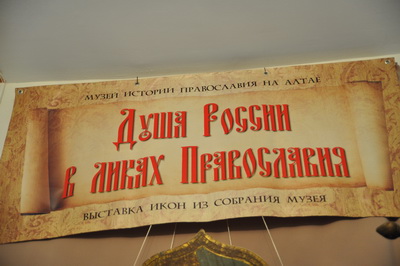 МУЗЕЙ ИСТОРИИ ПРАВОСЛАВИЯ НА АЛТАЕ
Душа России
в ликах Православия
ВЫСТАВКА ИКОН ИЗ СОБРАНИЯ МУЗЕЯ